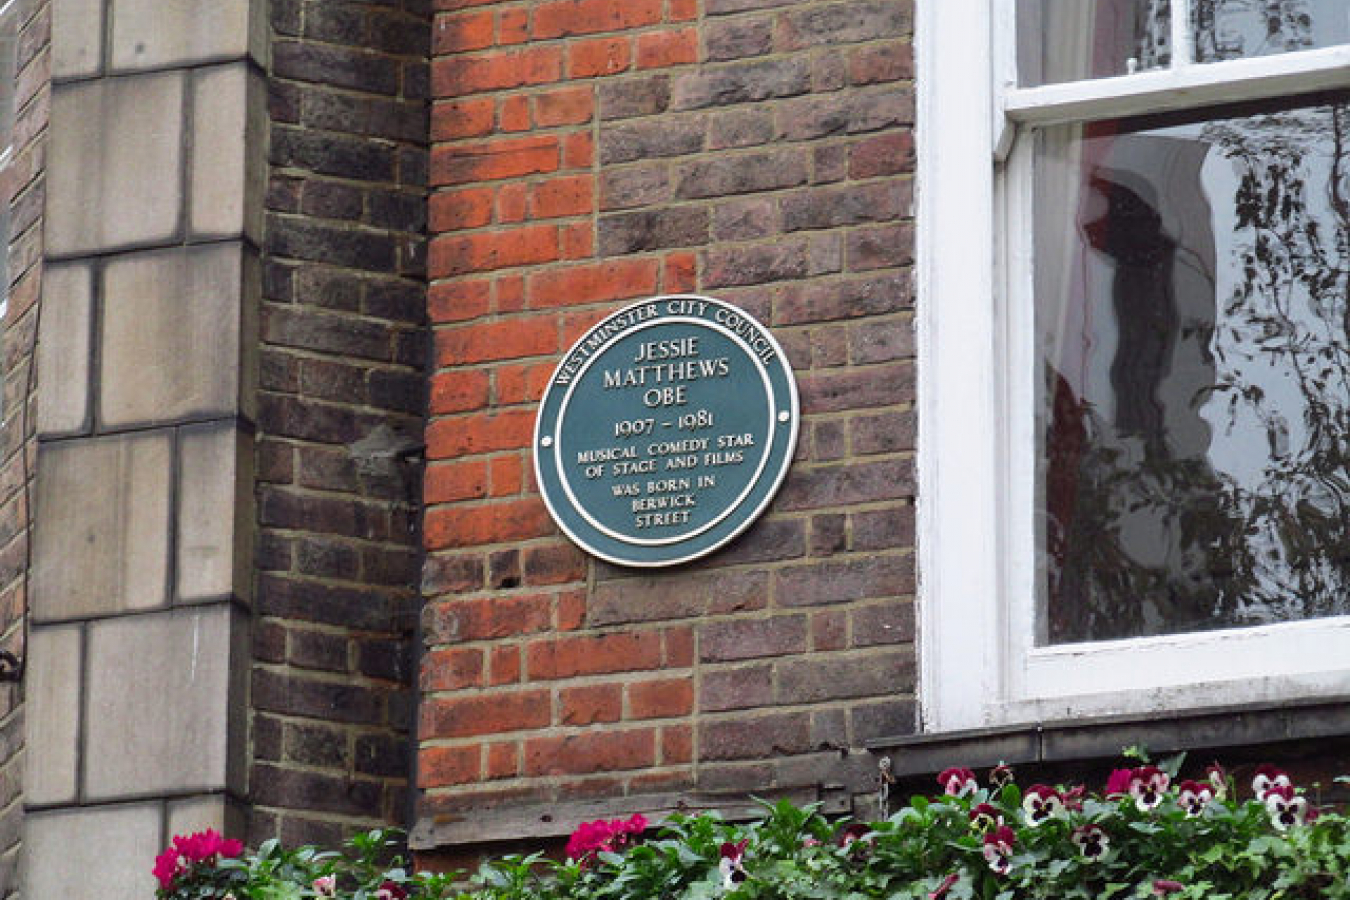 WESTMINSTER CITY COUNCIL
JESSIE
MATTHEWS
OBE
1907 – 1981
MUSICAL COMEDY STAR
OF STAGE AND FILMS
WAS BORN IN
BERWICK
STREET